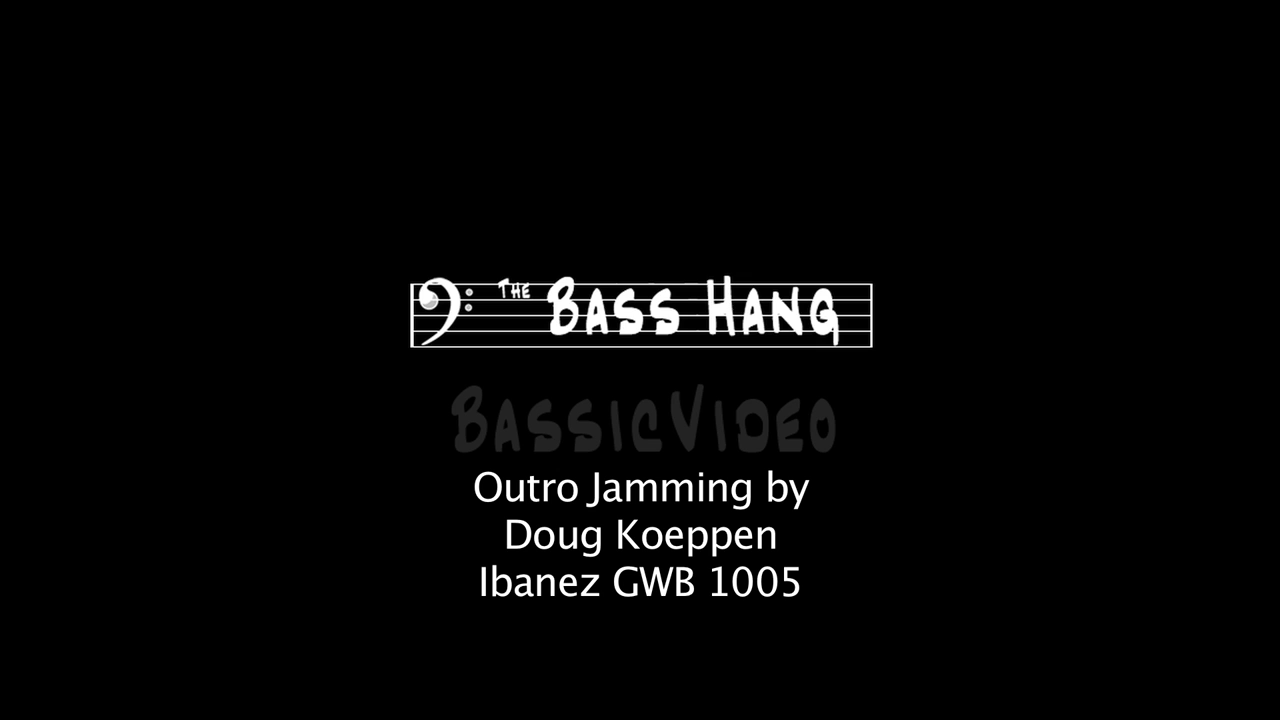 The Bass Hang
BassicVideo
Outro Jamming by
Doug Koeppen
Ibanez GWB 1005